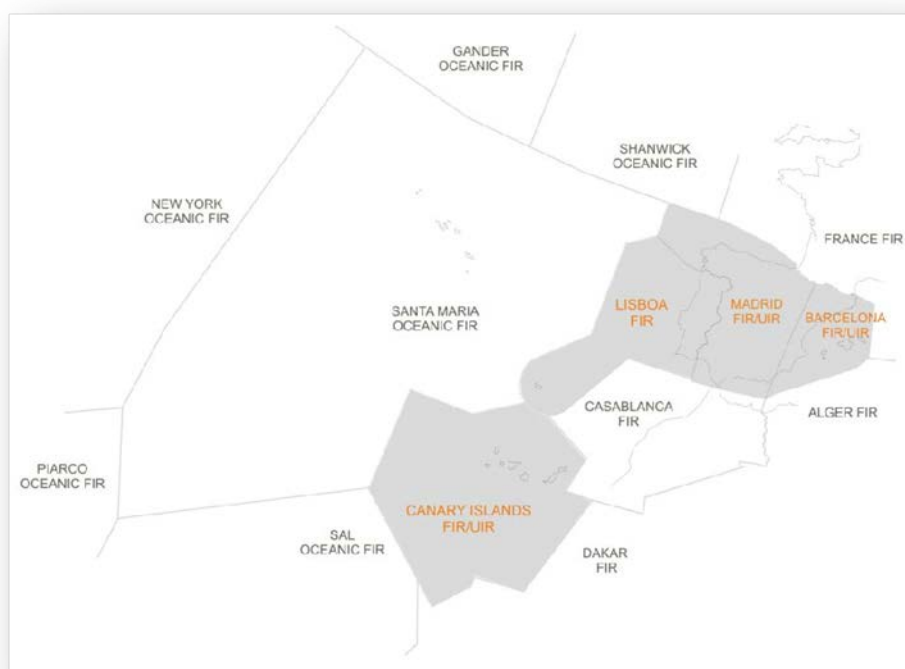 GANDER
OCEANIC FIR
SHANWICK
OCEANIC FIR
NEW YORK
OCEANIC FIR
FRANCE FIR
SANTA MARIA
OCEANIC FIR
LISBOA
FIR
MADRID
FIR/UIR
BARCELONA
FIR/UIR
CASABLANCA
FIR
ALGER FIR
PIARCO
OCEANIC FIR
CANARY ISLANDS
FIR/UIR
SAL
OCEANIC FIR
DAKAR
FIR